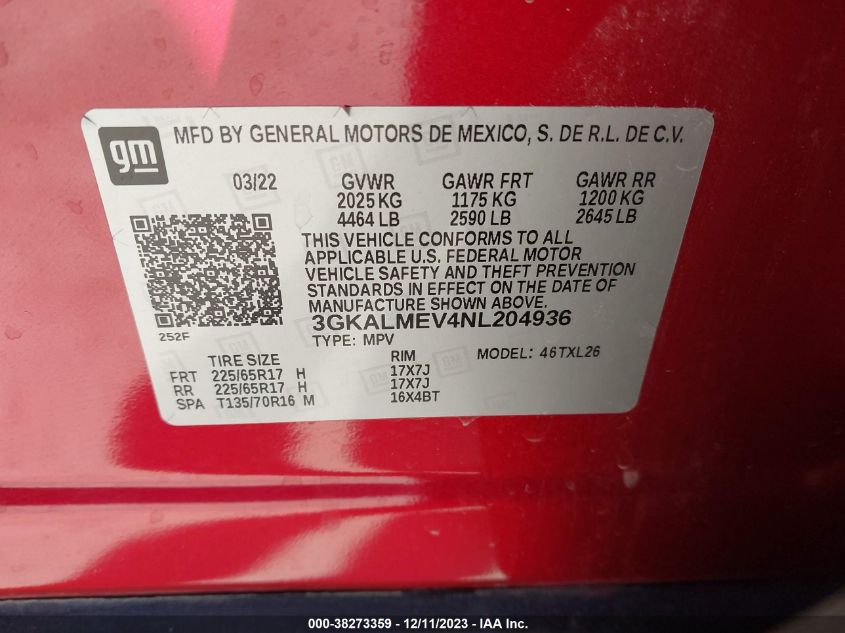 gm
MFD BY GENERAL MOTORS DE MEXICO, S. DE R.L. DE C.V.
03/22 GVWR GAWR FRT GAWR RR
2025 KG 1175 KG 1200 KG
4464 LB 2590 LB 2645 LB
THIS VEHICLE CONFORMS TO ALL
APPLICABLE U.S. FEDERAL MOTOR
VEHICLE SAFETY AND THEFT PREVENTION
STANDARDS IN EFFECT ON THE DATE OF
MANUFACTURE SHOWN ABOVE.
252F
3GKALMEV4NL204936
TYPE: MPV
TIRE SIZE RIM MODEL: 46TXL26
FRT 225/65R17 H 17X7J
RR 225/65R17 H 17X7J
SPA T135/70R16 M 16X4BT
000-38273359 - 12/11/2023 - IAAI Inc.